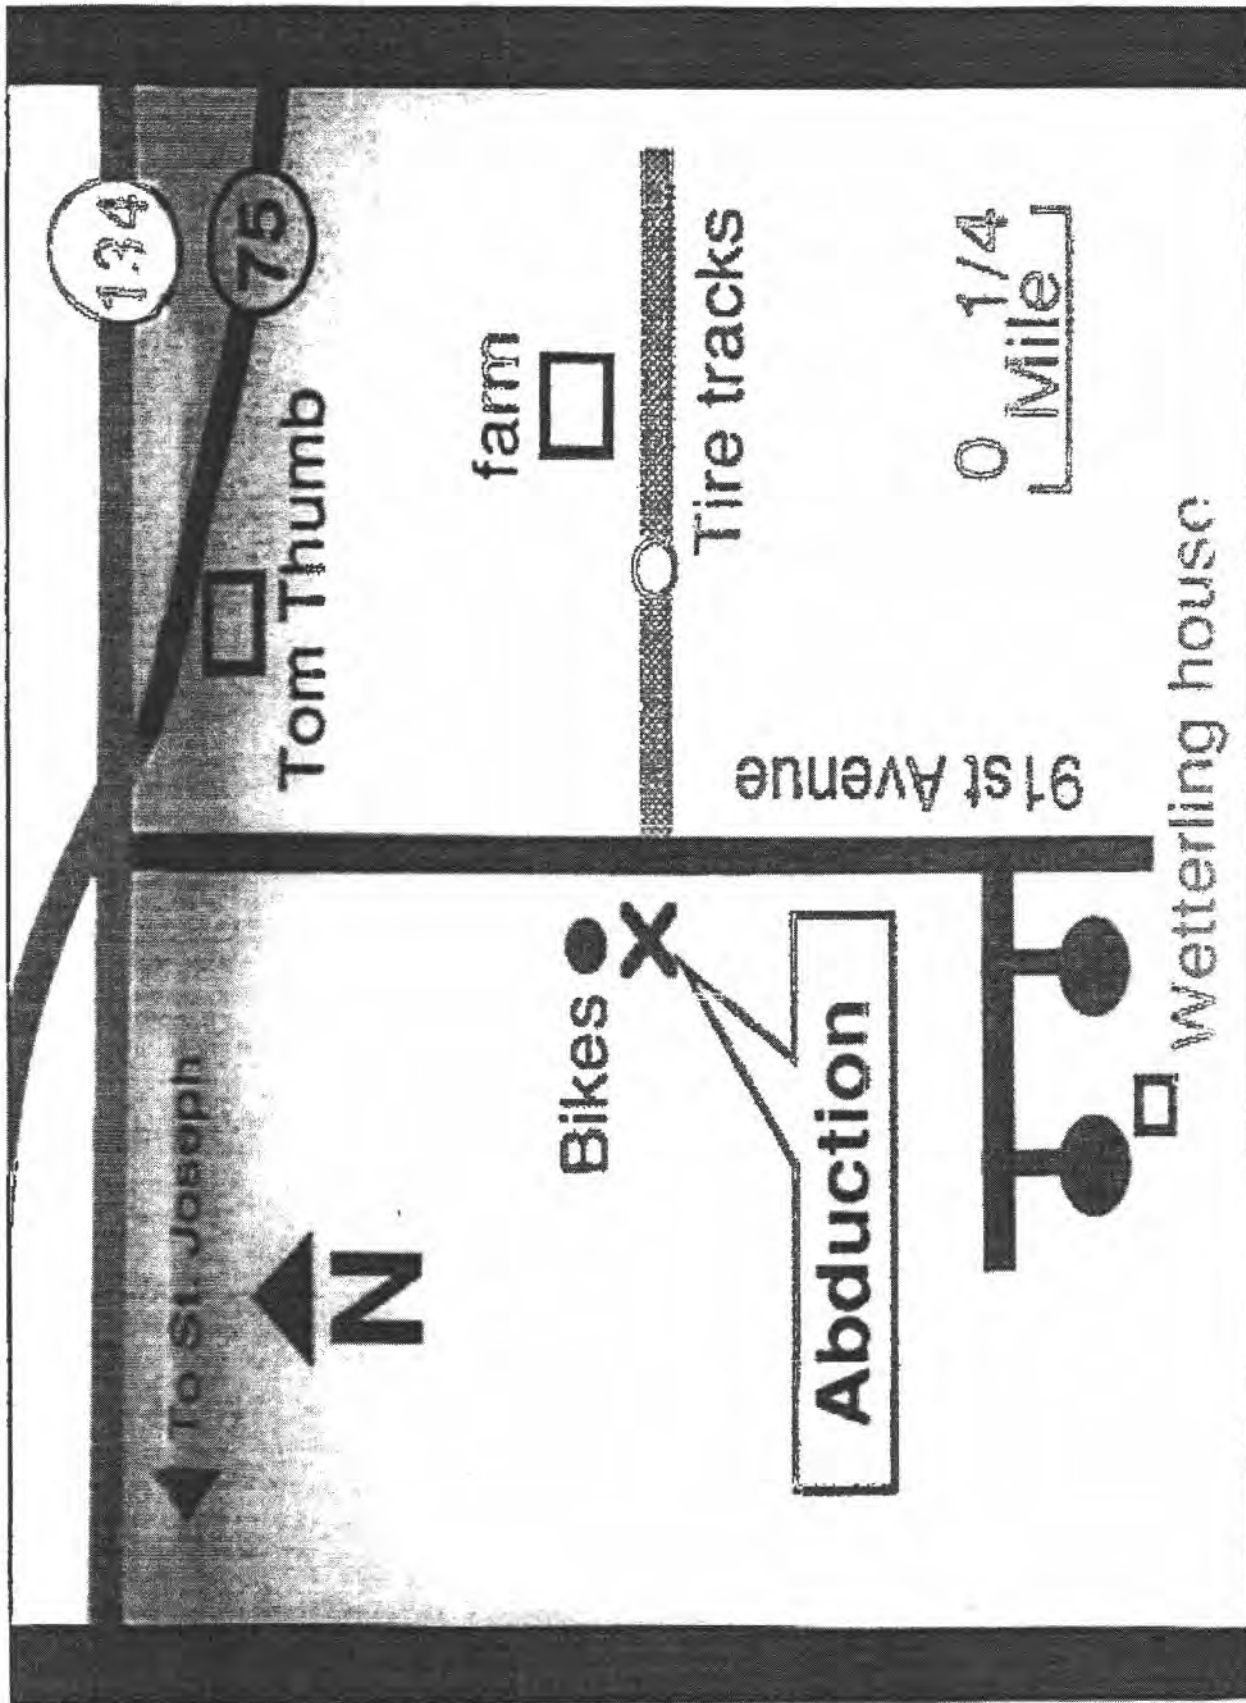 134
75
To St. Joseph
N
Tom Thumb
farm
Bikes
Tire tracks
91st Avenue
Abduction
0 1/4
Mile
Wetterling house